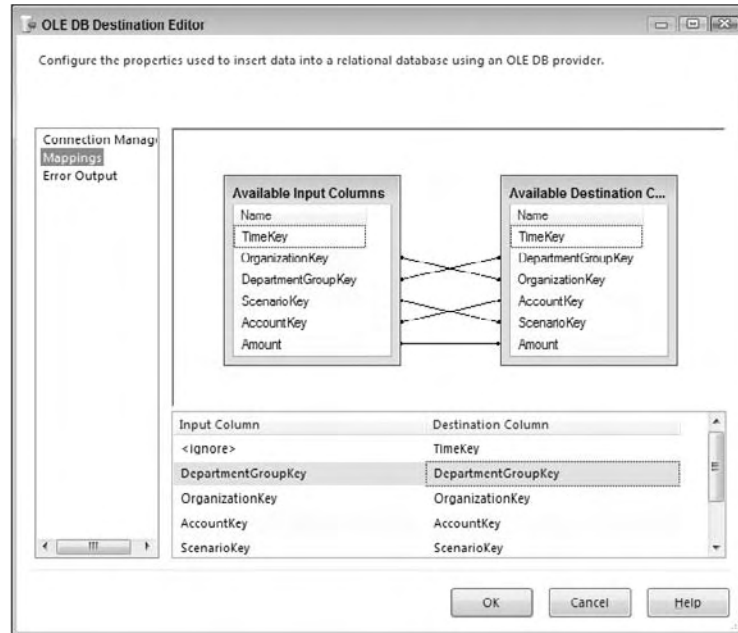 OLE DB Destination Editor
Configure the properties used to insert data into a relational database using an OLE DB provider.
Connection Manag
Mappings
Error Output
Available Input Columns
Name
TimeKey
OrganizationKey
DepartmentGroupKey
ScenarioKey
AccountKey
Amount
Available Destination C...
Name
TimeKey
DepartmentGroupKey
OrganizationKey
AccountKey
ScenarioKey
Amount
Input Column Destination Column
<ignore> TimeKey
DepartmentGroupKey DepartmentGroupKey
OrganizationKey OrganizationKey
AccountKey AccountKey
ScenarioKey ScenarioKey
OK Cancel Help